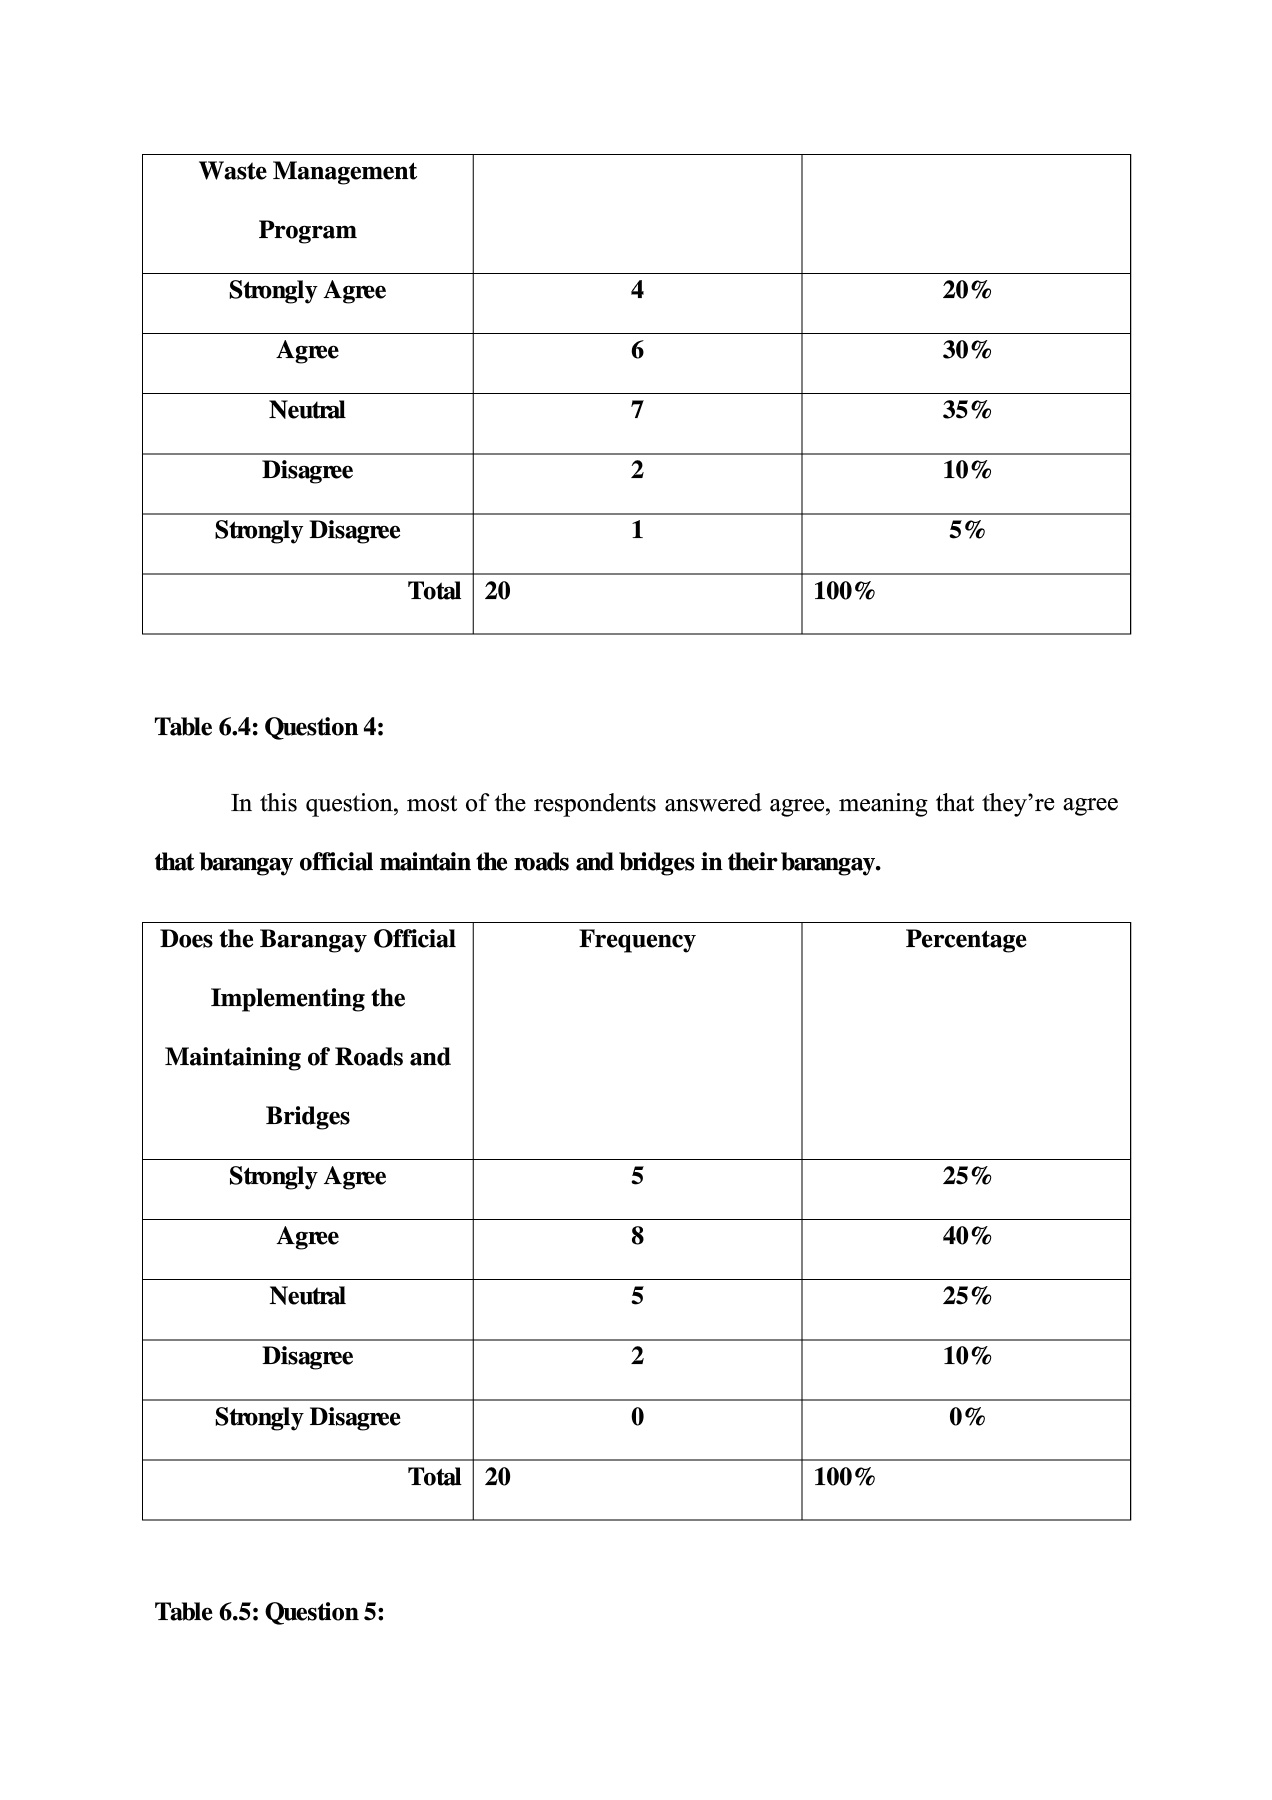 Waste Management
Program
Strongly Agree 4 20%
Agree 6 30%
Neutral 7 35%
Disagree 2 10%
Strongly Disagree 1 5%
Total 20 100%
Table 6.4: Question 4:
In this question, most of the respondents answered agree, meaning that they’re agree
that barangay official maintain the roads and bridges in their barangay.
Does the Barangay Official Frequency Percentage
Implementing the
Maintaining of Roads and
Bridges
Strongly Agree 5 25%
Agree 8 40%
Neutral 5 25%
Disagree 2 10%
Strongly Disagree 0 0%
Total 20 100%
Table 6.5: Question 5: